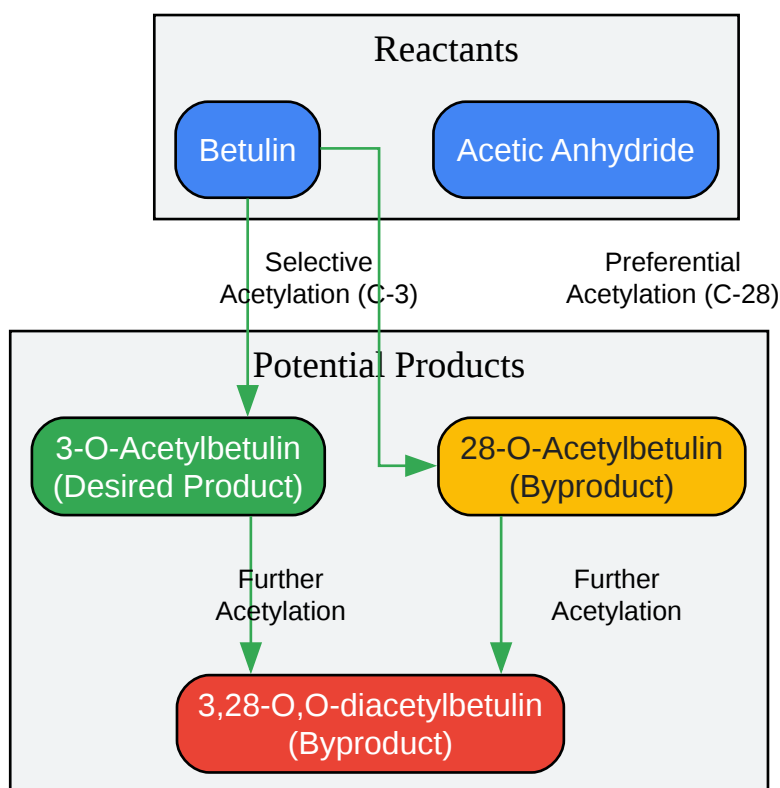 Reactants
Betulin
Acetic Anhydride
Selective
Acetylation (C-3)
Preferential
Acetylation (C-28)
Potential Products
3-O-Acetylbetulin
(Desired Product)
28-O-Acetylbetulin
(Byproduct)
Further
Acetylation
Further
Acetylation
3,28-O,O-diacetylbetulin
(Byproduct)